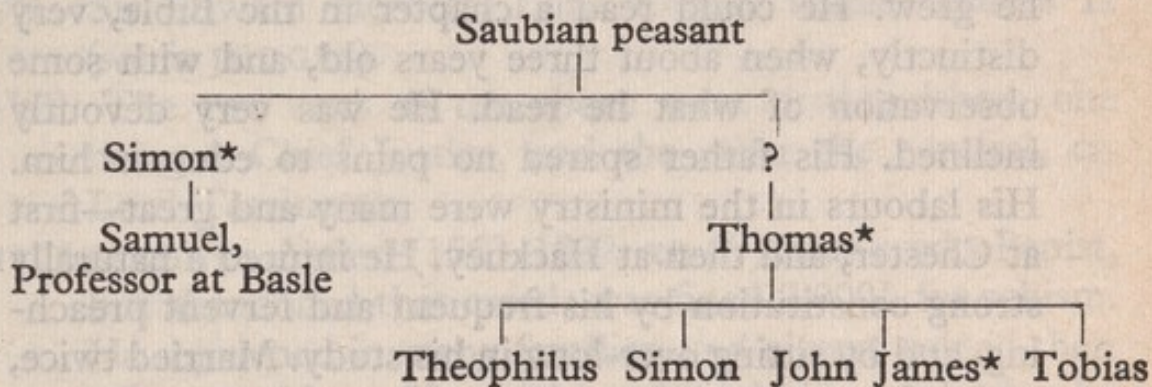 Saubian peasant
Simon* ?
Samuel, Thomas*
Professor at Basle
Theophilus Simon John James* Tobias